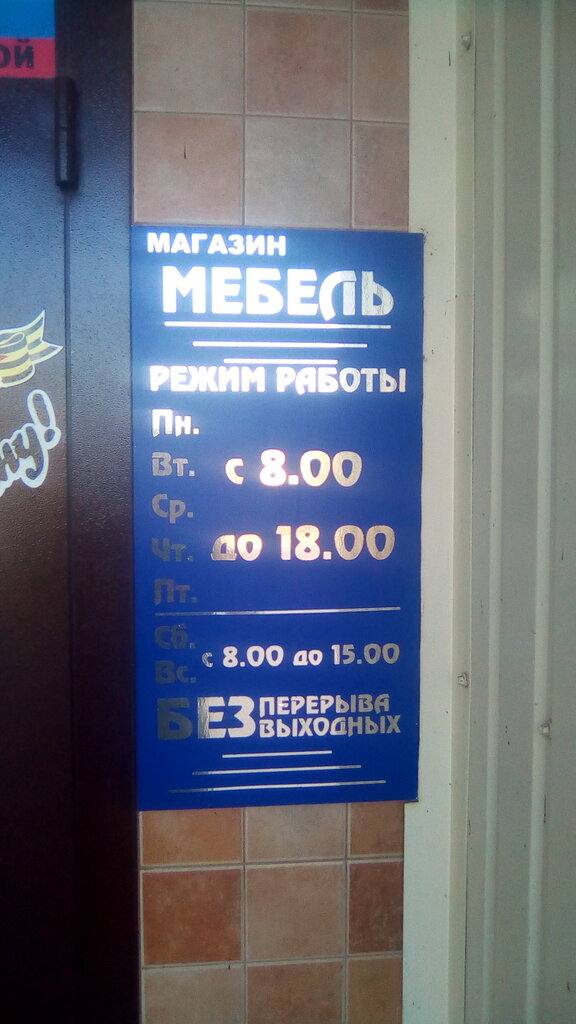 ОЙ
МАГАЗИН
МЕБЕЛЬ
РЕЖИМ РАБОТЫ
Пн.
Вт. с 8.00
Ср.
Чт. до 18.00
Пт.
Сб.
с 8.00 до 15.00
Вс.
БЕЗ ПЕРЕРЫВА
ВЫХОДНЫХ